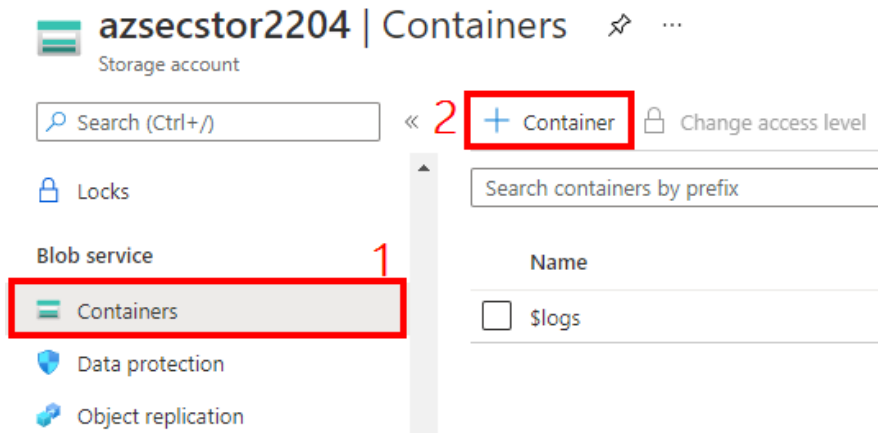 azsecstor2204 | Containers ...
Storage account
Search (Ctrl+/) «
2 + Container Change access level
Locks
Search containers by prefix
Blob service
1
Name
Containers
$logs
Data protection
Object replication